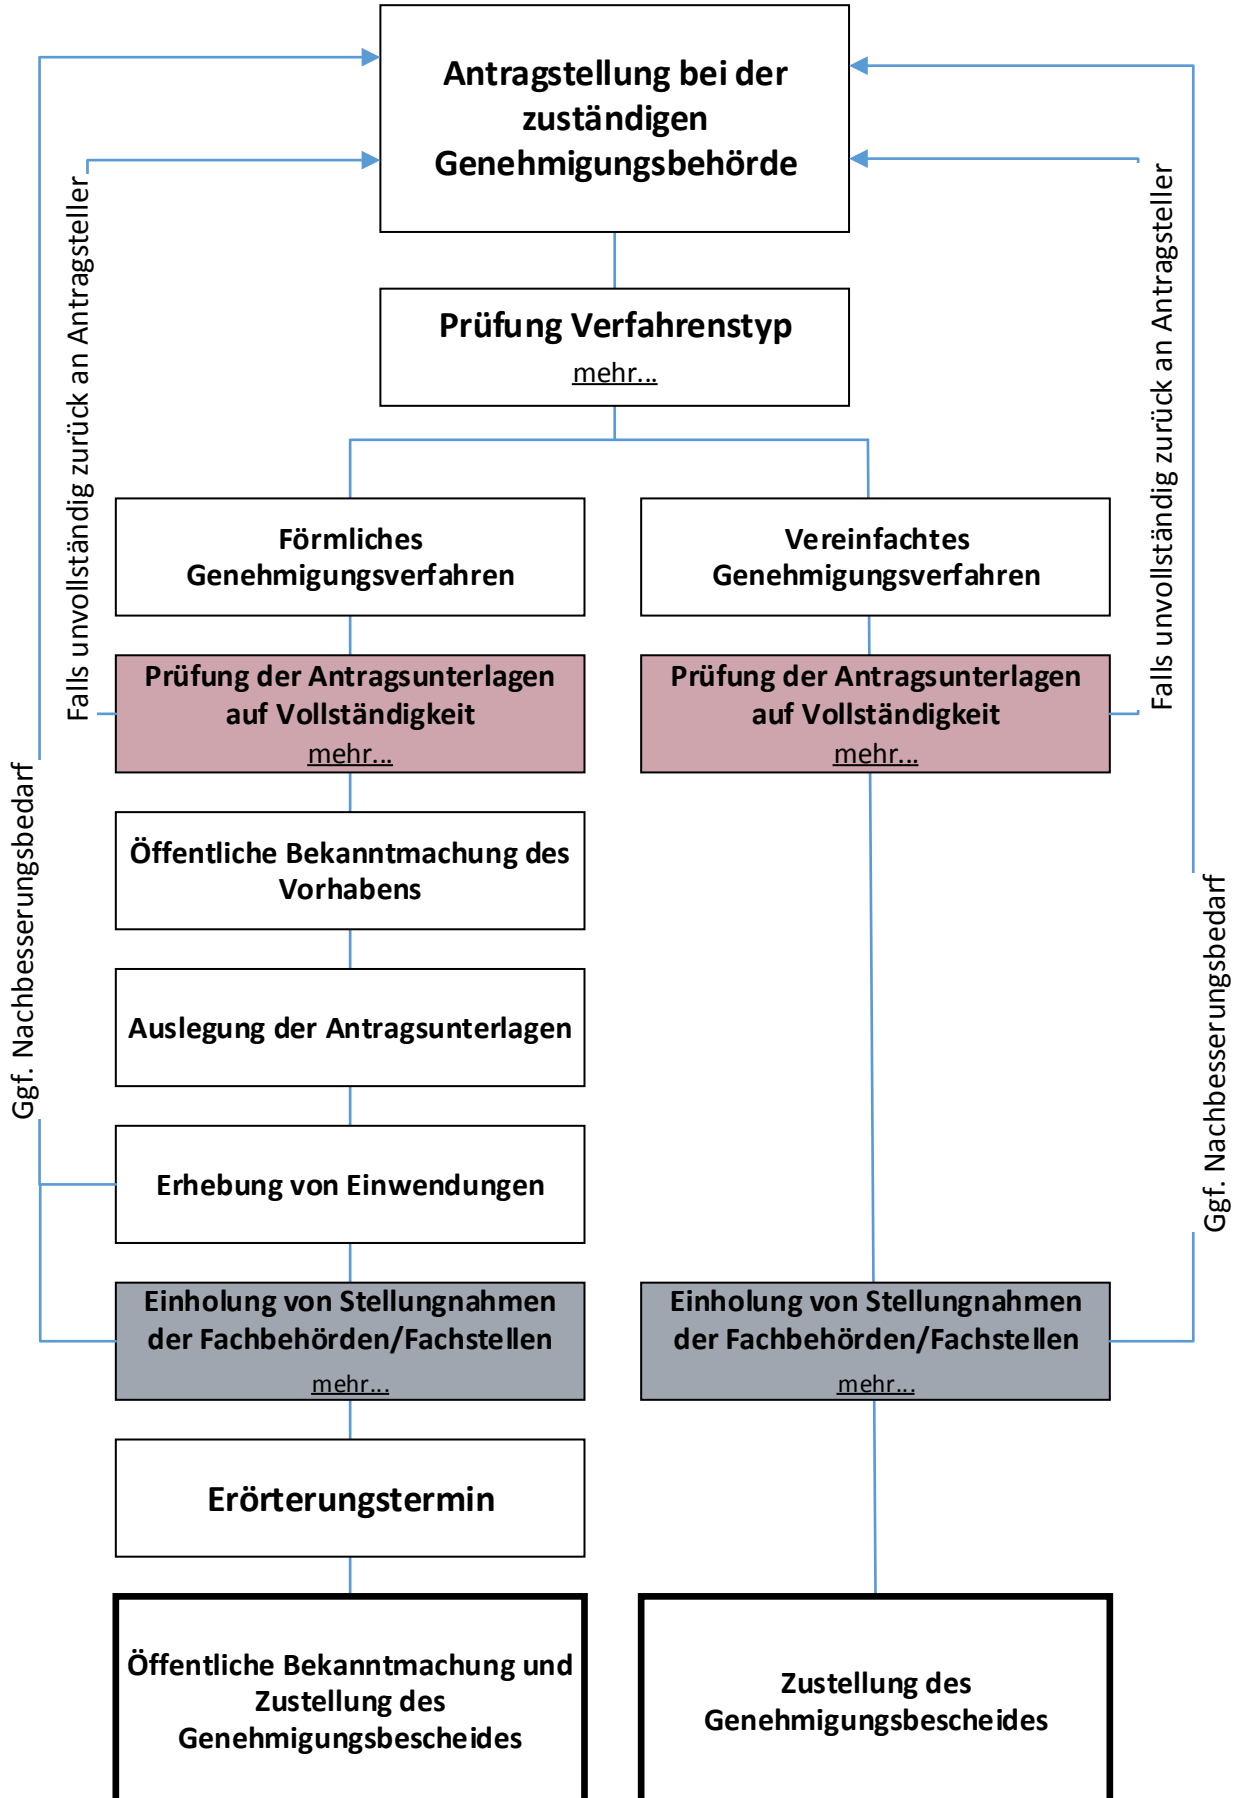 Antragstellung bei der
zuständigen
Genehmigungsbehörde
Prüfung Verfahrenstyp
mehr...
Förmliches
Genehmigungsverfahren
Vereinfachtes
Genehmigungsverfahren
Falls unvollständig zurück an Antragsteller
Falls unvollständig zurück an Antragsteller
Prüfung der Antragsunterlagen
auf Vollständigkeit
mehr...
Prüfung der Antragsunterlagen
auf Vollständigkeit
mehr...
Öffentliche Bekanntmachung des
Vorhabens
Auslegung der Antragsunterlagen
Ggf. Nachbesserungsbedarf
Ggf. Nachbesserungsbedarf
Erhebung von Einwendungen
Einholung von Stellungnahmen
der Fachbehörden/Fachstellen
mehr...
Einholung von Stellungnahmen
der Fachbehörden/Fachstellen
mehr...
Erörterungstermin
Öffentliche Bekanntmachung und
Zustellung des
Genehmigungsbescheides
Zustellung des
Genehmigungsbescheides